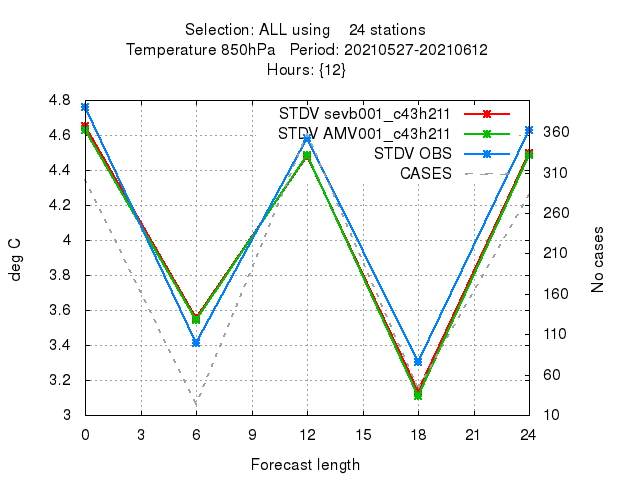 Selection: ALL using    24 stations
Temperature 850hPa   Period: 20210527-20210612
Hours: {12}
STDV sevb001_c43h211
STDV AMV001_c43h211
STDV OBS
CASES
4.8
4.6
4.4
4.2
4
3.8
3.6
3.4
3.2
3
deg C
360
310
260
210
160
110
60
10
No cases
0 3 6 9 12 15 18 21 24
Forecast length